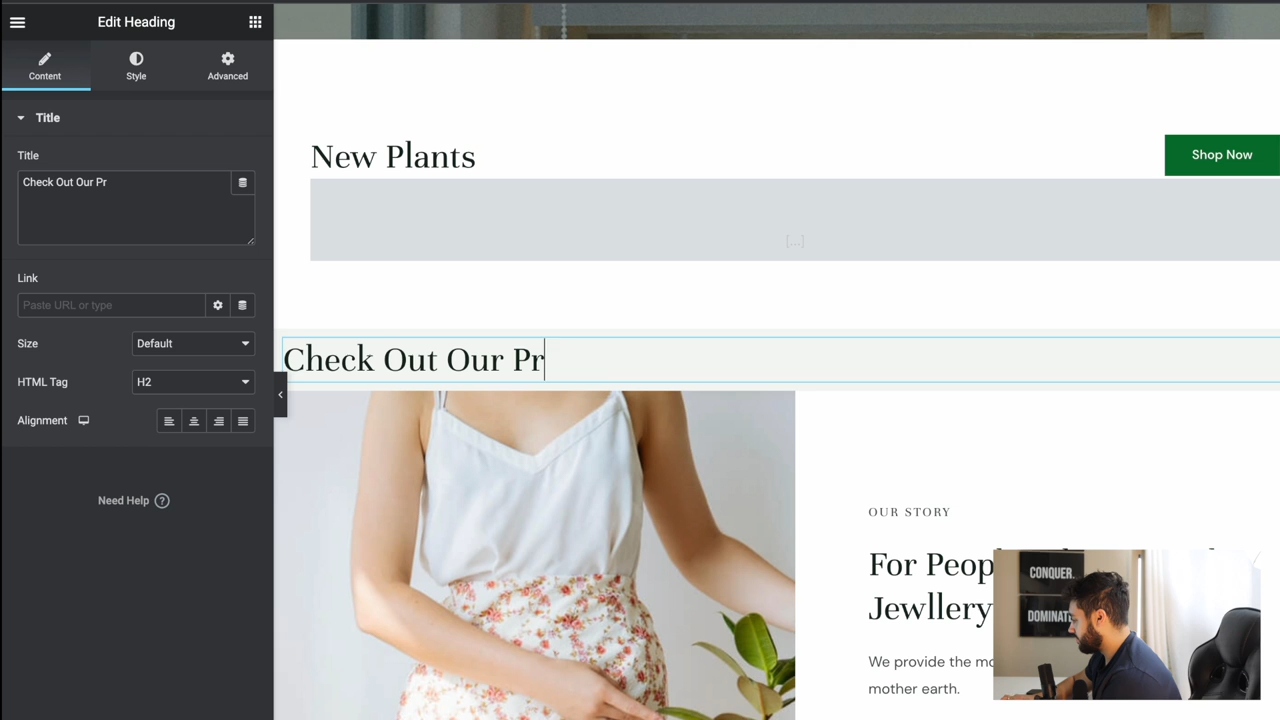 Edit Heading
Content
Style
Advanced
Title
Title
Check Out Our Pr
Link
Paste URL or type
Size
Default
HTML Tag
H2
Alignment
Need Help ?
New Plants
Shop Now
[...]
Check Out Our Pr
OUR STORY
For Peop
Jewllery
We provide the mo
mother earth.
CONQUER.
DOMINAT